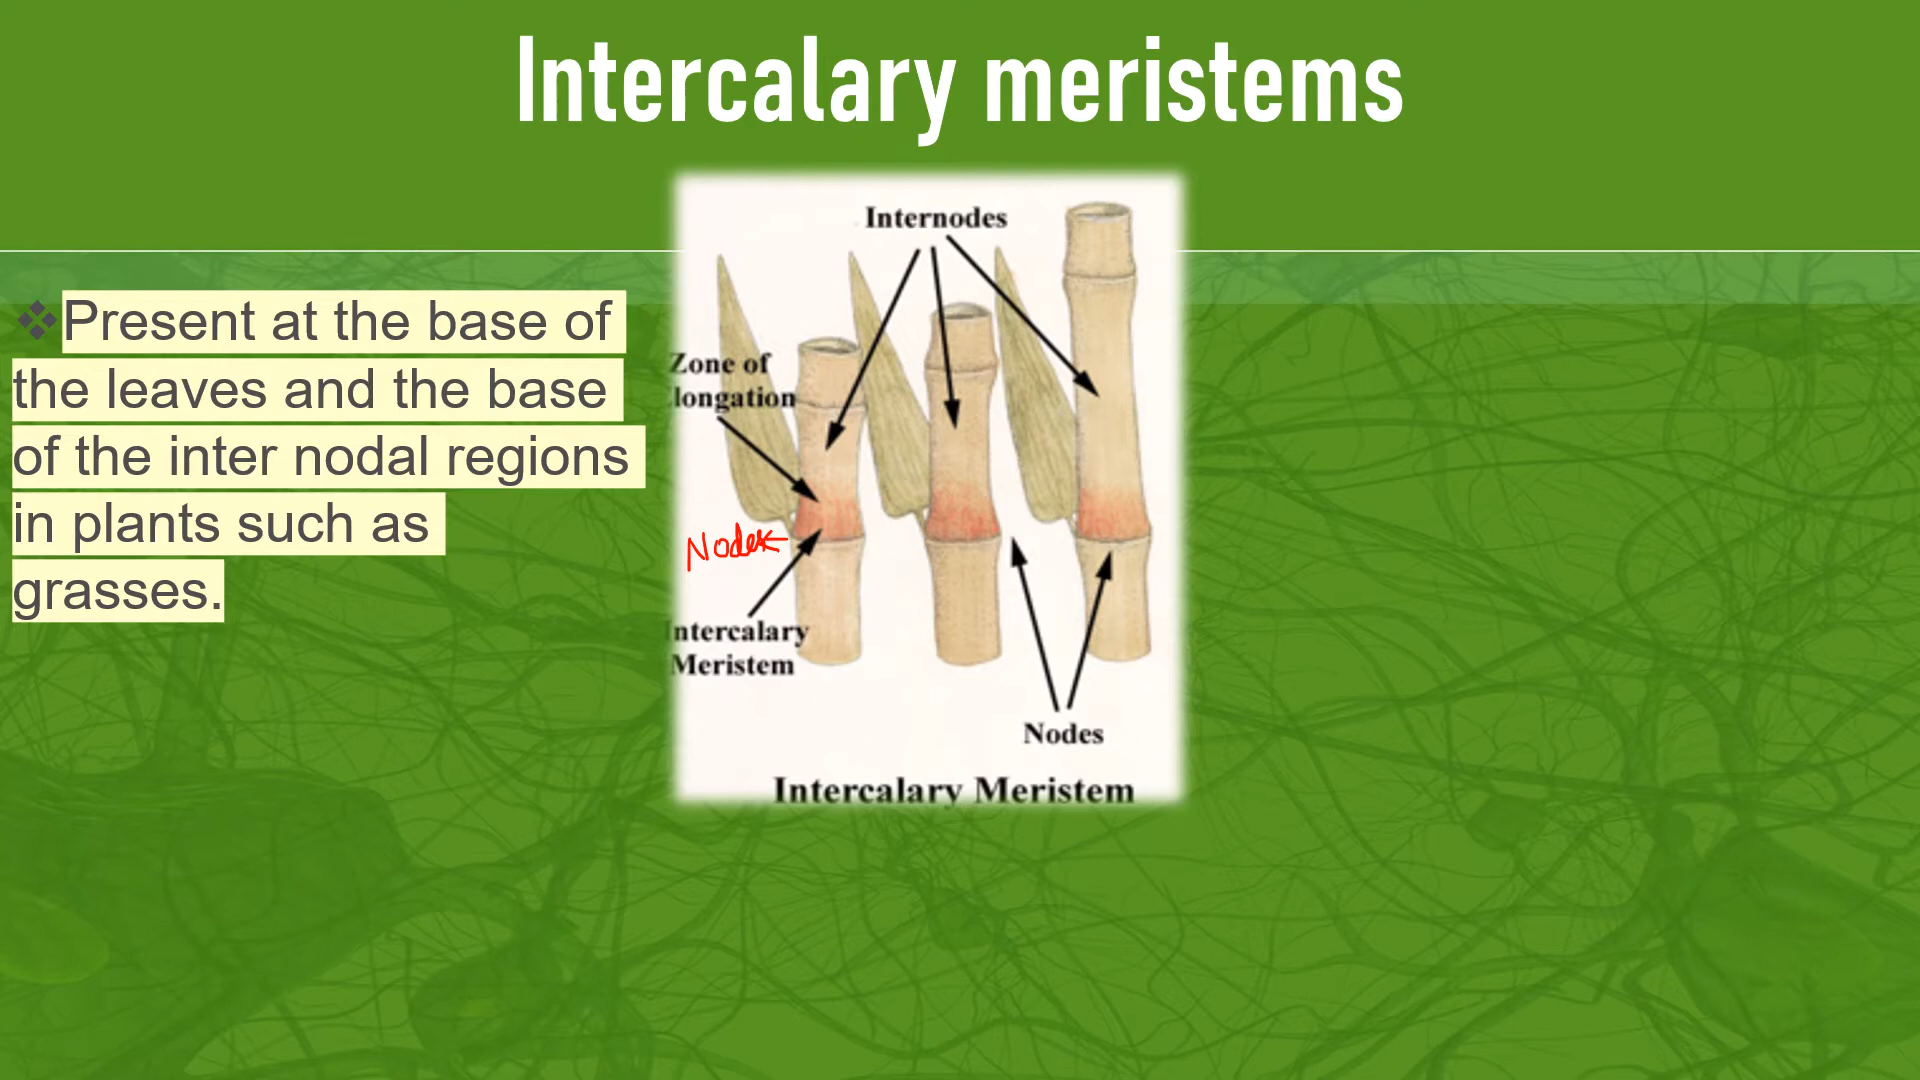 Intercalary meristems
Present at the base of
the leaves and the base
of the inter nodal regions
in plants such as
grasses.
Internodes
Zone of
longation
Node
ntercalary
Meristem
Nodes
Intercalary Meristem